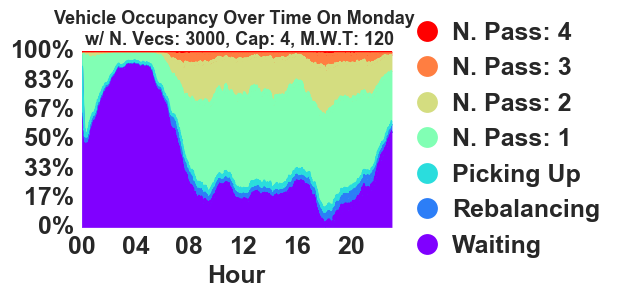 Vehicle Occupancy Over Time On Monday
w/ N. Vecs: 3000, Cap: 4, M.W.T: 120
100%
83%
67%
50%
33%
17%
0%
00 04 08 12 16 20
Hour
N. Pass: 4
N. Pass: 3
N. Pass: 2
N. Pass: 1
Picking Up
Rebalancing
Waiting